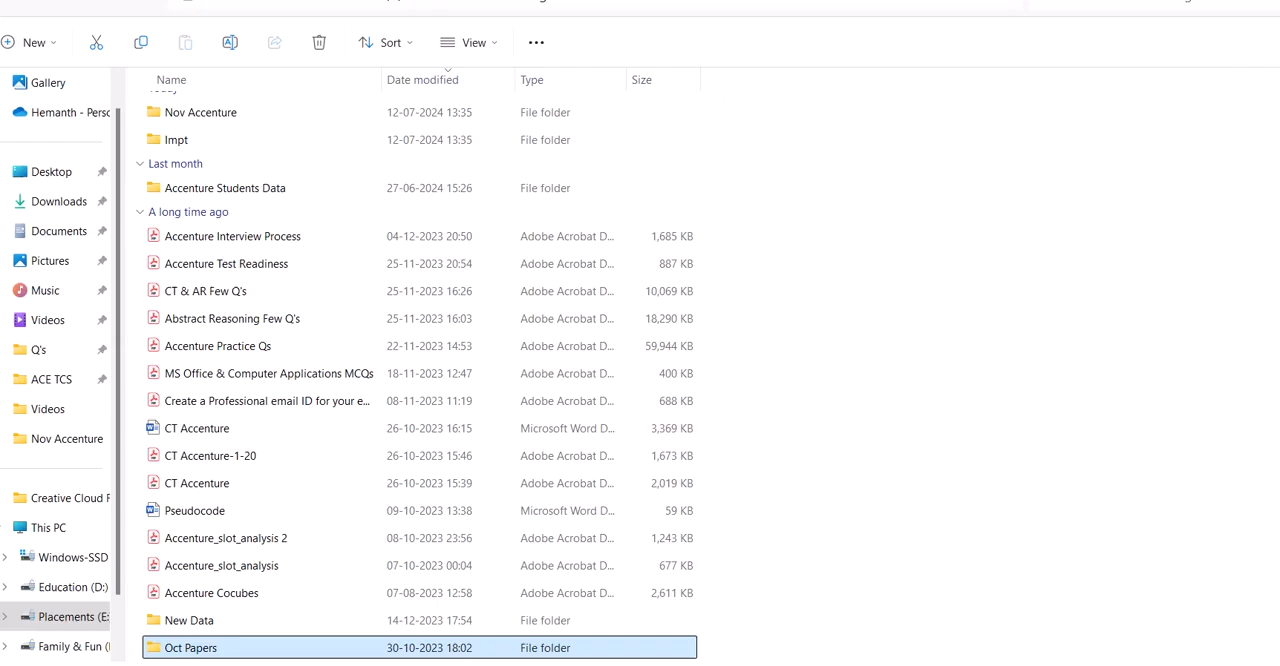 New
Sort
View
Name Date modified Type Size
Gallery
Hemanth - Perso
Desktop
Downloads
Documents
Pictures
Music
Videos
Q's
ACE TCS
Videos
Nov Accenture
Creative Cloud F
This PC
Windows-SSD
Education (D:)
Placements (E:
Family & Fun (
Today
Nov Accenture 12-07-2024 13:35 File folder
Impt 12-07-2024 13:35 File folder
Last month
Accenture Students Data 27-06-2024 15:26 File folder
A long time ago
Accenture Interview Process 04-12-2023 20:50 Adobe Acrobat D... 1,685 KB
Accenture Test Readiness 25-11-2023 20:54 Adobe Acrobat D... 887 KB
CT & AR Few Q's 25-11-2023 16:26 Adobe Acrobat D... 10,069 KB
Abstract Reasoning Few Q's 25-11-2023 16:03 Adobe Acrobat D... 18,290 KB
Accenture Practice Qs 22-11-2023 14:53 Adobe Acrobat D... 59,944 KB
MS Office & Computer Applications MCQs 18-11-2023 12:47 Adobe Acrobat D... 400 KB
Create a Professional email ID for your e... 08-11-2023 11:19 Adobe Acrobat D... 688 KB
CT Accenture 26-10-2023 16:15 Microsoft Word D... 3,369 KB
CT Accenture-1-20 26-10-2023 15:46 Adobe Acrobat D... 1,673 KB
CT Accenture 26-10-2023 15:39 Adobe Acrobat D... 2,019 KB
Pseudocode 09-10-2023 13:38 Microsoft Word D... 59 KB
Accenture_slot_analysis 2 08-10-2023 23:56 Adobe Acrobat D... 1,243 KB
Accenture_slot_analysis 07-10-2023 00:04 Adobe Acrobat D... 677 KB
Accenture Cocubes 07-08-2023 12:58 Adobe Acrobat D... 2,611 KB
New Data 14-12-2023 17:54 File folder
Oct Papers 30-10-2023 18:02 File folder